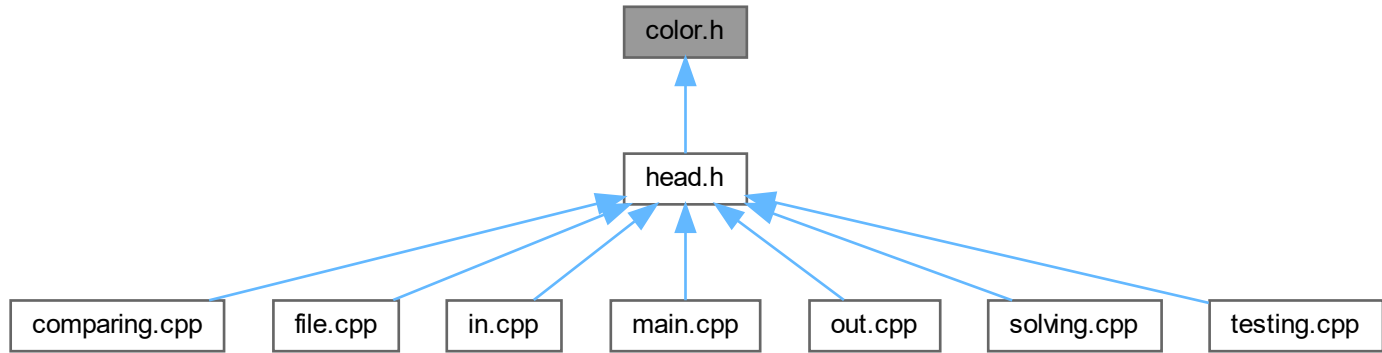 color.h
head.h
comparing.cpp
file.cpp
in.cpp
main.cpp
out.cpp
solving.cpp
testing.cpp